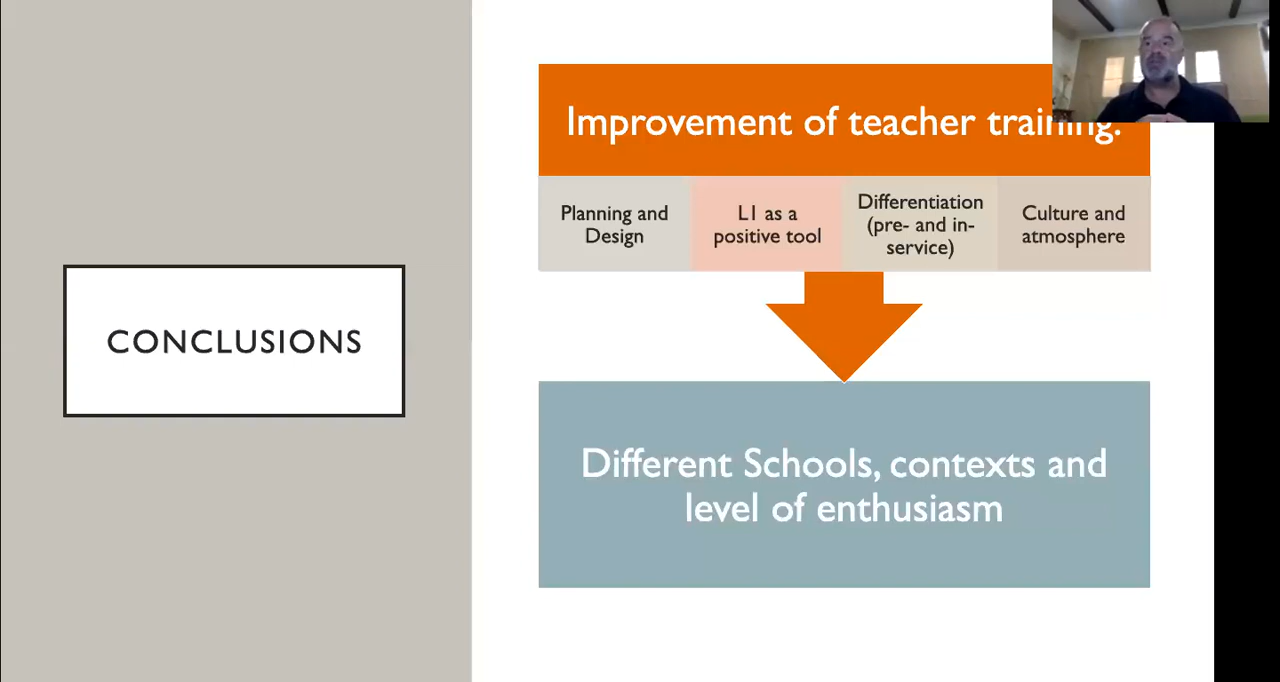 CONCLUSIONS
Improvement of teacher training.
Planning and
Design
L1 as a
positive tool
Differentiation
(pre- and in-
service)
Culture and
atmosphere
Different Schools, contexts and
level of enthusiasm